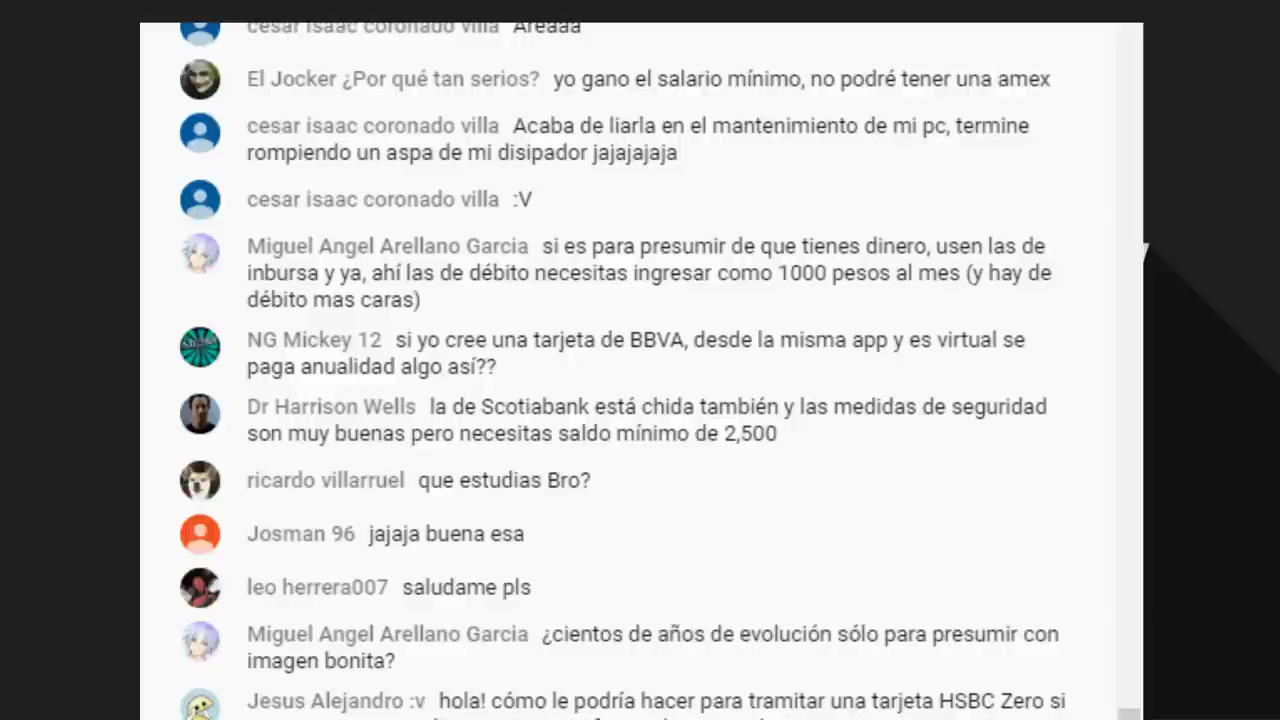 cesar isaac coronado villa Areaaa
El Jocker ¿Por qué tan serios? yo gano el salario mínimo, no podré tener una amex
cesar isaac coronado villa Acaba de liarla en el mantenimiento de mi pc, termine
rompiendo un aspa de mi disipador jajajajaja
cesar isaac coronado villa :V
Miguel Angel Arellano Garcia si es para presumir de que tienes dinero, usen las de
inbursa y ya, ahí las de débito necesitas ingresar como 1000 pesos al mes (y hay de
débito mas caras)
NG Mickey 12 si yo cree una tarjeta de BBVA, desde la misma app y es virtual se
paga anualidad algo así??
Dr Harrison Wells la de Scotiabank está chida también y las medidas de seguridad
son muy buenas pero necesitas saldo mínimo de 2,500
ricardo villarruel que estudias Bro?
Josman 96 jajaja buena esa
leo herrera007 saludame pls
Miguel Angel Arellano Garcia ¿cientos de años de evolución sólo para presumir con
imagen bonita?
Jesus Alejandro :v hola! cómo le podría hacer para tramitar una tarjeta HSBC Zero si